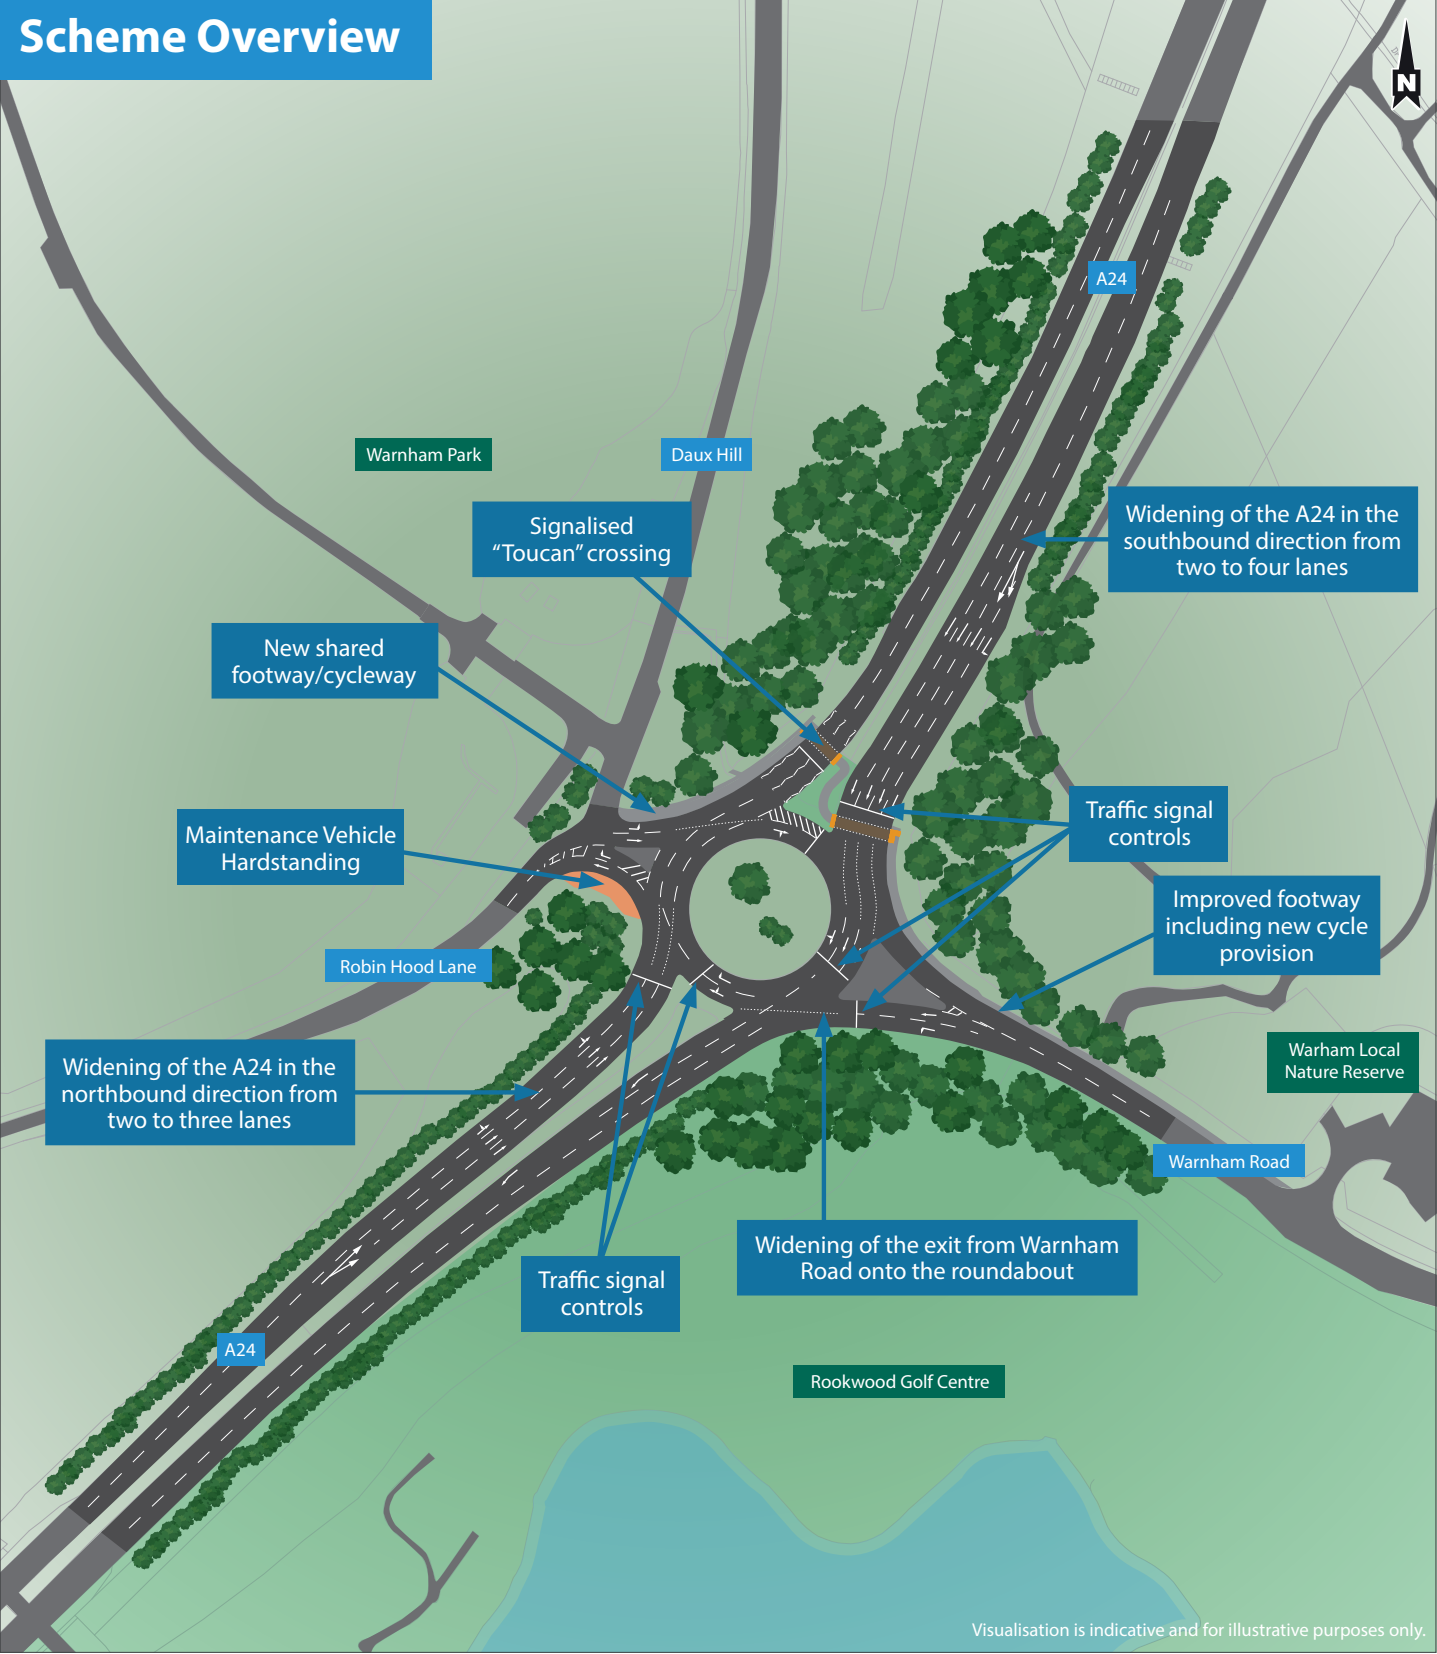 Scheme Overview
N
A24
Warnham Park
Daux Hill
Signalised
“Toucan” crossing
Widening of the A24 in the
southbound direction from
two to four lanes
New shared
footway/cycleway
Maintenance Vehicle
Hardstanding
Traffic signal
controls
Improved footway
including new cycle
provision
Robin Hood Lane
Widening of the A24 in the
northbound direction from
two to three lanes
Warham Local
Nature Reserve
Warnham Road
Widening of the exit from Warnham
Road onto the roundabout
Traffic signal
controls
A24
Rookwood Golf Centre
Visualisation is indicative and for illustrative purposes only.